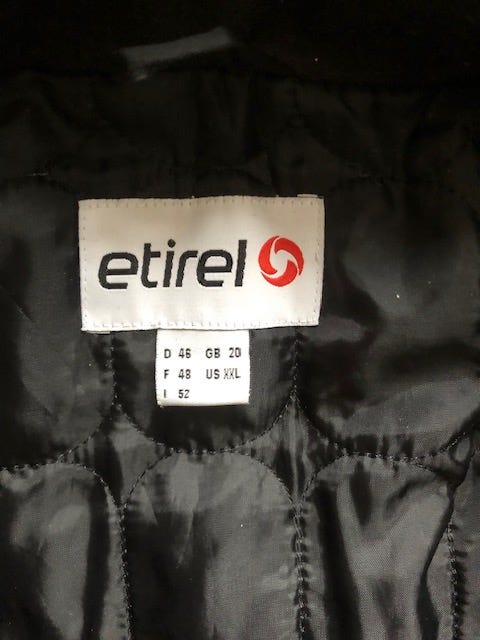 etirel
D 46 GB 20
F 48 US XXL
I 52